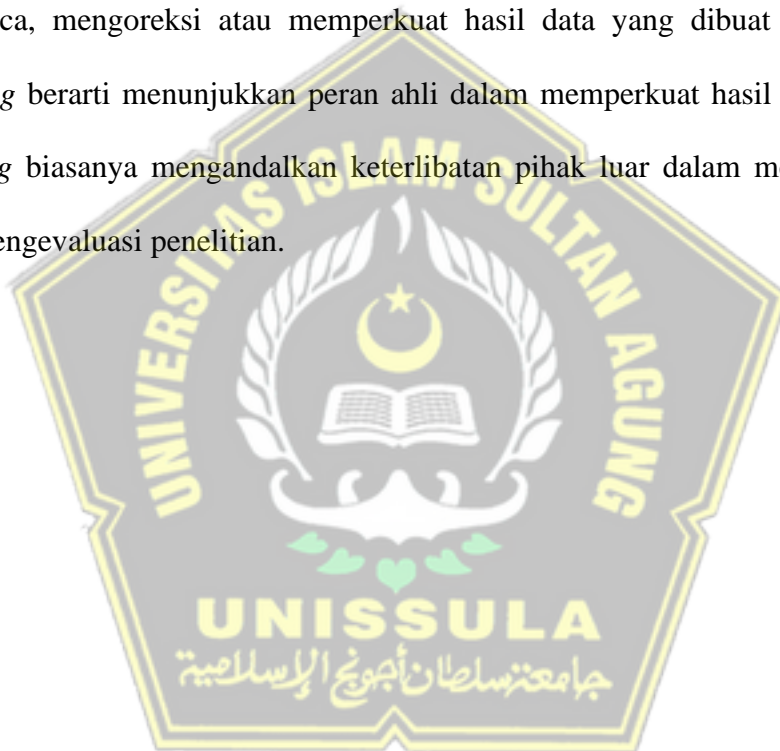 ca, mengoreksi atau memperkuat hasil data yang dibuat
g berarti menunjukkan peran ahli dalam memperkuat hasil
g biasanya mengandalkan keterlibatan pihak luar dalam me
engevaluasi penelitian.
UNIVERSITAS ISLAM SULTAN AGUNG
UNISSULA
جامعة سلطان أجونج الإسلامية